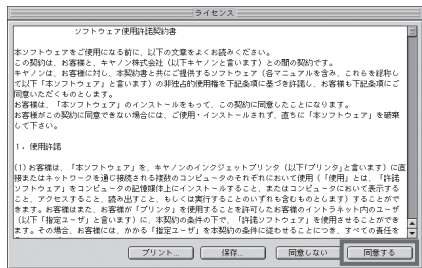 ライセンス
ソフトウェア使用許諾契約書
本ソフトウェアをご使用になる前に、以下の文章をよくお読みください。
この契約は、お客様と、キヤノン株式会社（以下キヤノンと言います）との間の契約です。
キヤノンは、お客様に対し、本契約書と共にご提供するソフトウェア（各マニュアルを含み、これらを総称し
て以下「本ソフトウェア」と言います）の非独占的使用権を下記条項に基づき許諾し、お客様も下記条項にご
同意いただくものとします。
お客様は、「本ソフトウェア」のインストールをもって、この契約に同意したことになります。
お客様がこの契約に同意できない場合には、ご使用・インストールされず、直ちに「本ソフトウェア」を破棄
して下さい。
1．使用許諾
(1)お客様は、「本ソフトウェア」を、キヤノンのインクジェットプリンタ（以下「プリンタ」と言います）に直
接またはネットワークを通じ接続される複数のコンピュータのそれぞれにおいて使用（「使用」とは、「許諾
ソフトウェア」をコンピュータの記憶媒体上にインストールすること、またはコンピュータにおいて表示する
こと、アクセスすること、読み出すこと、もしくは実行することのいずれも含むものとします）することがで
きます。お客様はまた、お客様が「プリンタ」を使用することを許可したお客様のイントラネット内のユーザ
（以下「指定ユーザ」と言います）に、本契約の条件の下で、「許諾ソフトウェア」を使用させることができ
ます。その場合、お客様には、かかる「指定ユーザ」を本契約の条件に従わせることにつき、すべての責任を
プリント... 保存... 同意しない 同意する